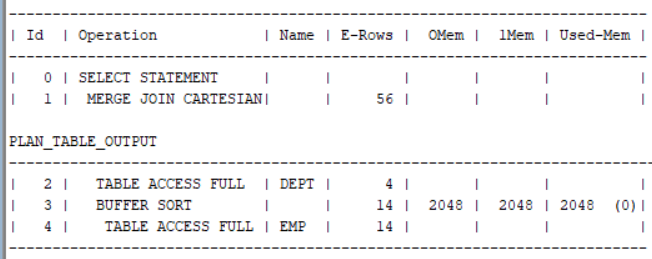 --------------------------------------------------------------------------------
| Id  | Operation            | Name | E-Rows |  OMem |  1Mem | Used-Mem |
--------------------------------------------------------------------------------
|   0 | SELECT STATEMENT     |      |        |       |       |          |
|   1 |  MERGE JOIN CARTESIAN|      |     56 |       |       |          |
PLAN_TABLE_OUTPUT
--------------------------------------------------------------------------------
|   2 |   TABLE ACCESS FULL  | DEPT |      4 |       |       |          |
|   3 |   BUFFER SORT        |      |     14 |  2048 |  2048 | 2048  (0)|
|   4 |    TABLE ACCESS FULL | EMP  |     14 |       |       |          |
--------------------------------------------------------------------------------